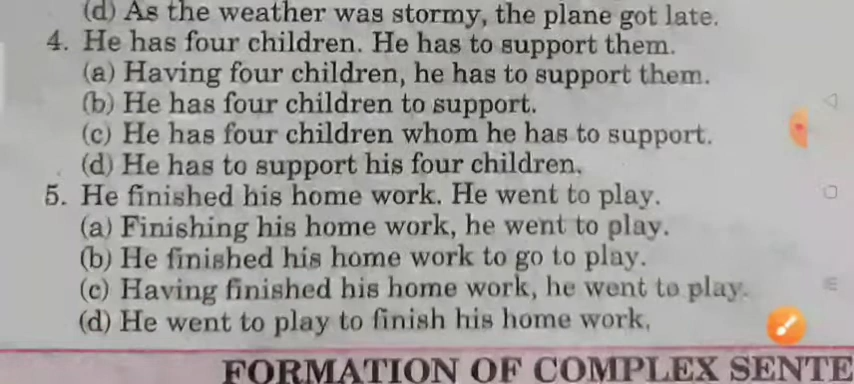 (d) As the weather was stormy, the plane got late.
4. He has four children. He has to support them.
(a) Having four children, he has to support them.
(b) He has four children to support.
(c) He has four children whom he has to support.
(d) He has to support his four children.
5. He finished his home work. He went to play.
(a) Finishing his home work, he went to play.
(b) He finished his home work to go to play.
(c) Having finished his home work, he went to play.
(d) He went to play to finish his home work.
FORMATION OF COMPLEX SENTE